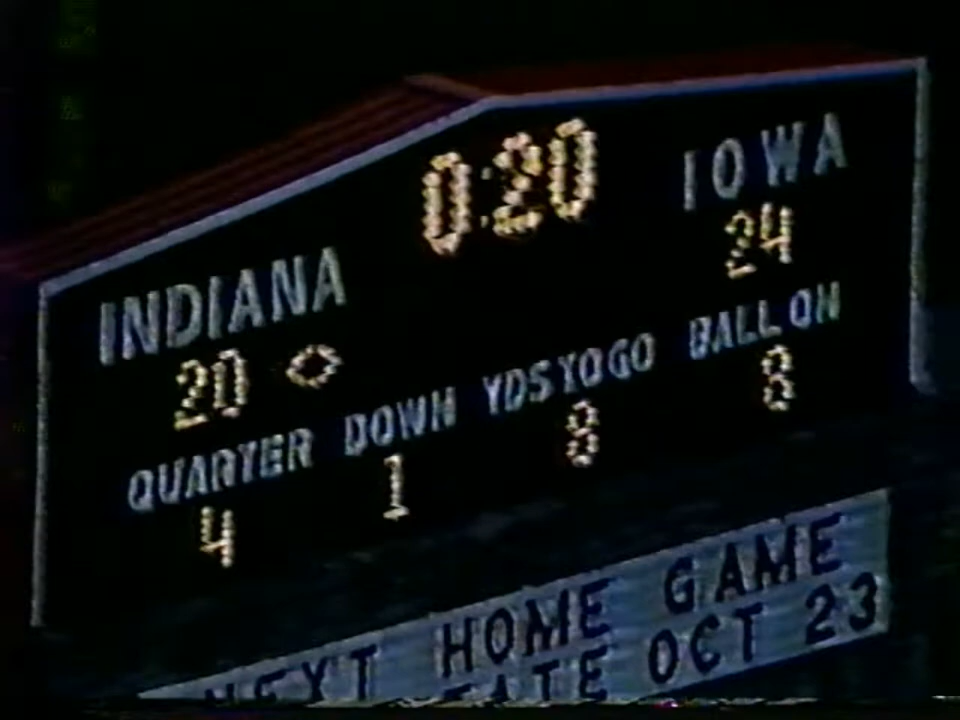 0:20
INDIANA IOWA
20 24
QUARTER DOWN YDS TO GO BALL ON
4 1 8 8
NEXT HOME GAME
OCT 23